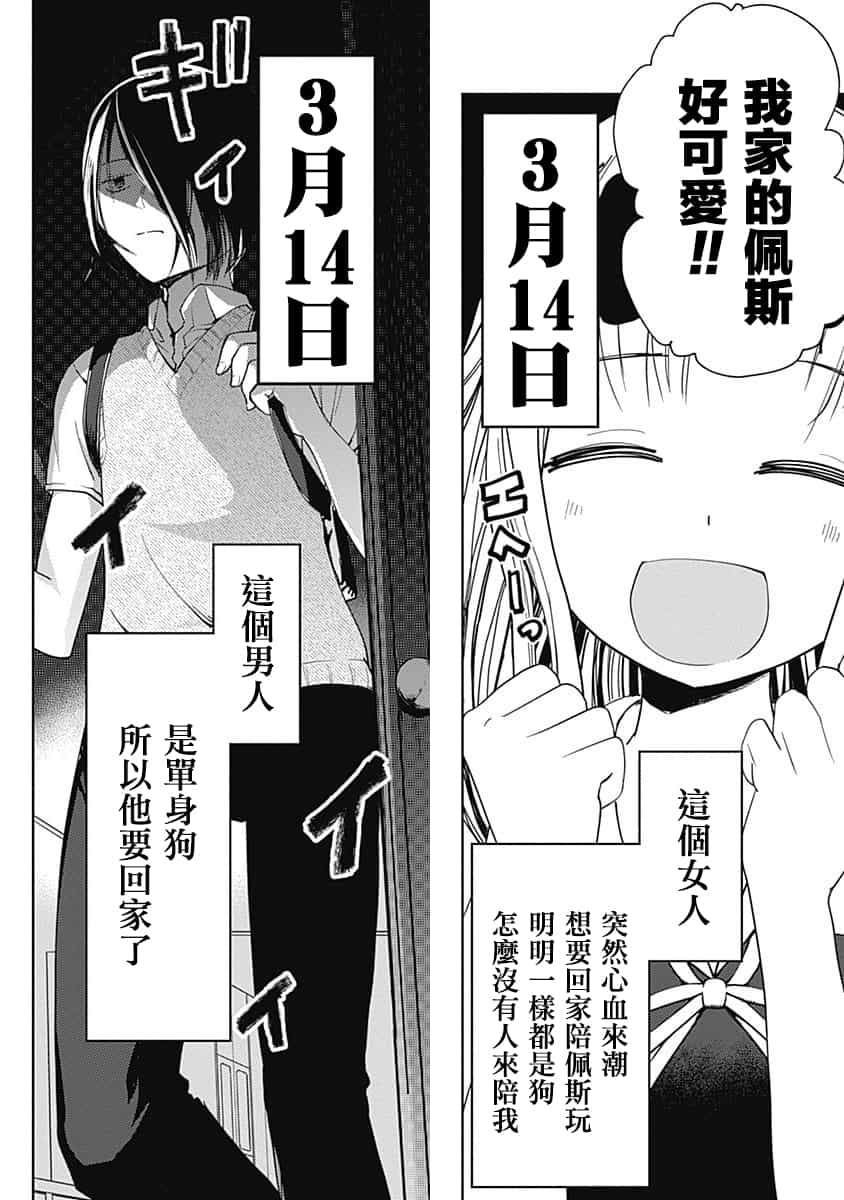 我家的佩斯
好可愛!!
3月14日
エヘーっ
這個女人
突然心血來潮
想要回家陪佩斯玩
明明一樣都是狗
怎麼沒有人來陪我
3月14日
ギィィィィ
這個男人
是單身狗
所以他要回家了